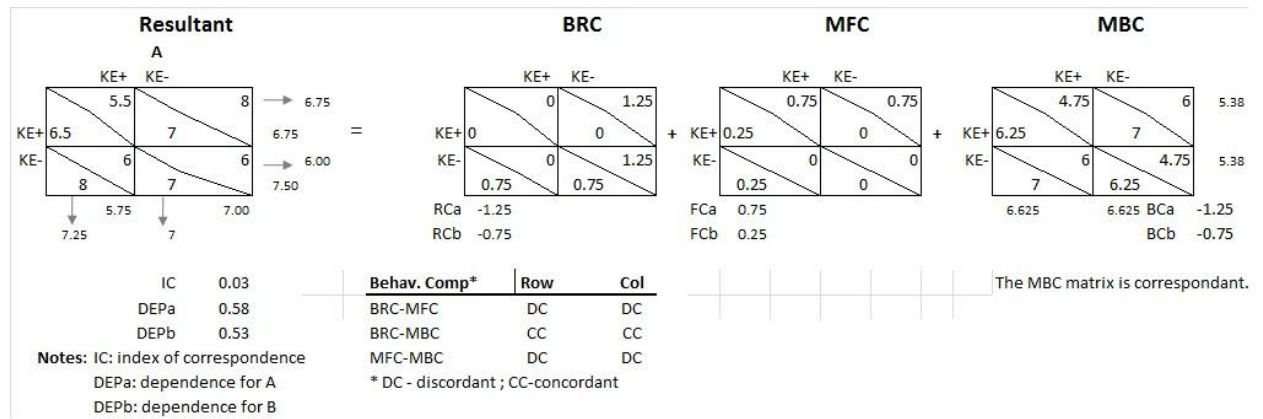 Resultant BRC MFC MBC
A
KE+ KE- KE+ KE- KE+ KE- KE+ KE-
5.5 8 6.75 0 1.25 0.75 0.75 4.75 6 5.38
KE+ 6.5 7 6.75 = KE+ 0 0 + KE+ 0.25 0 + KE+ 6.25 7
KE- 6 6 6.00 KE- 0 1.25 KE- 0 0 KE- 6 4.75 5.38
8 7 7.50 0.75 0.75 0.25 0 7 6.25
5.75 7.00 RCa -1.25 FCa 0.75 6.625 6.625 BCa -1.25
7.25 7 RCb -0.75 FCb 0.25 BCb -0.75
IC 0.03 Behav. Comp* Row Col The MBC matrix is correspondant.
DEPa 0.58 BRC-MFC DC DC
DEPb 0.53 BRC-MBC CC CC
Notes: IC: index of correspondence MFC-MBC DC DC
DEPa: dependence for A * DC - discordant ; CC-concordant
DEPb: dependence for B